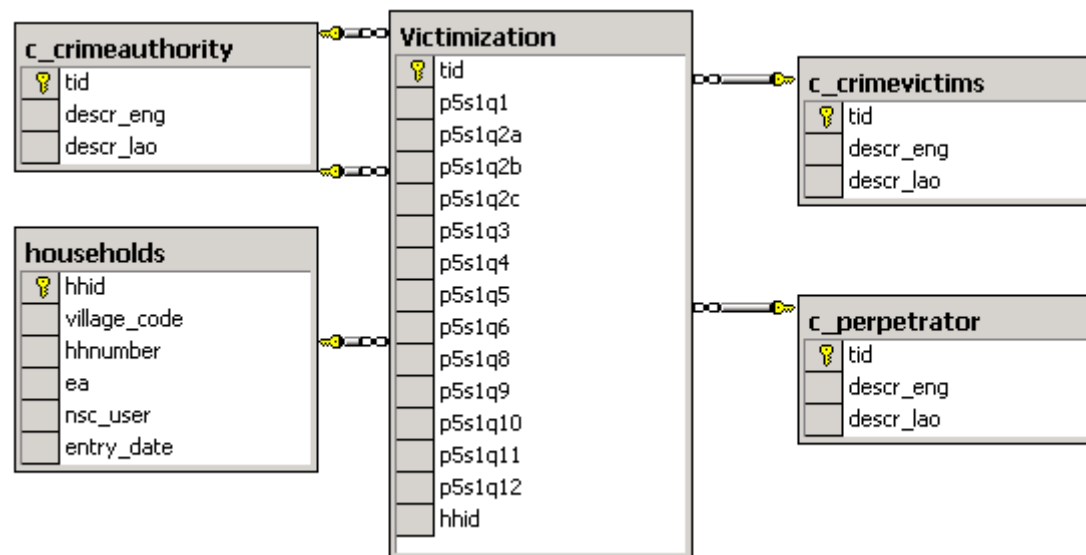 c_crimeauthority
tid
descr_eng
descr_lao
households
hhid
village_code
hhnumber
ea
nsc_user
entry_date
Victimization
tid
p5s1q1
p5s1q2a
p5s1q2b
p5s1q2c
p5s1q3
p5s1q4
p5s1q5
p5s1q6
p5s1q8
p5s1q9
p5s1q10
p5s1q11
p5s1q12
hhid
c_crimevictims
tid
descr_eng
descr_lao
c_perpetrator
tid
descr_eng
descr_lao